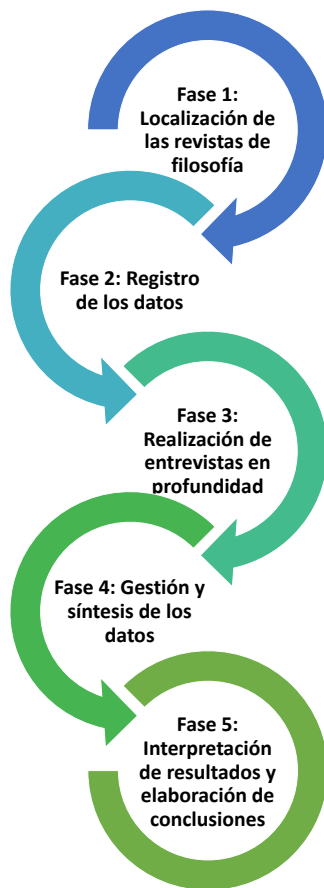 Fase 1:
Localización de
las revistas de
filosofía
Fase 2: Registro
de los datos
Fase 3:
Realización de
entrevistas en
profundidad
Fase 4: Gestión y
síntesis de los
datos
Fase 5:
Interpretación
de resultados y
elaboración de
conclusiones